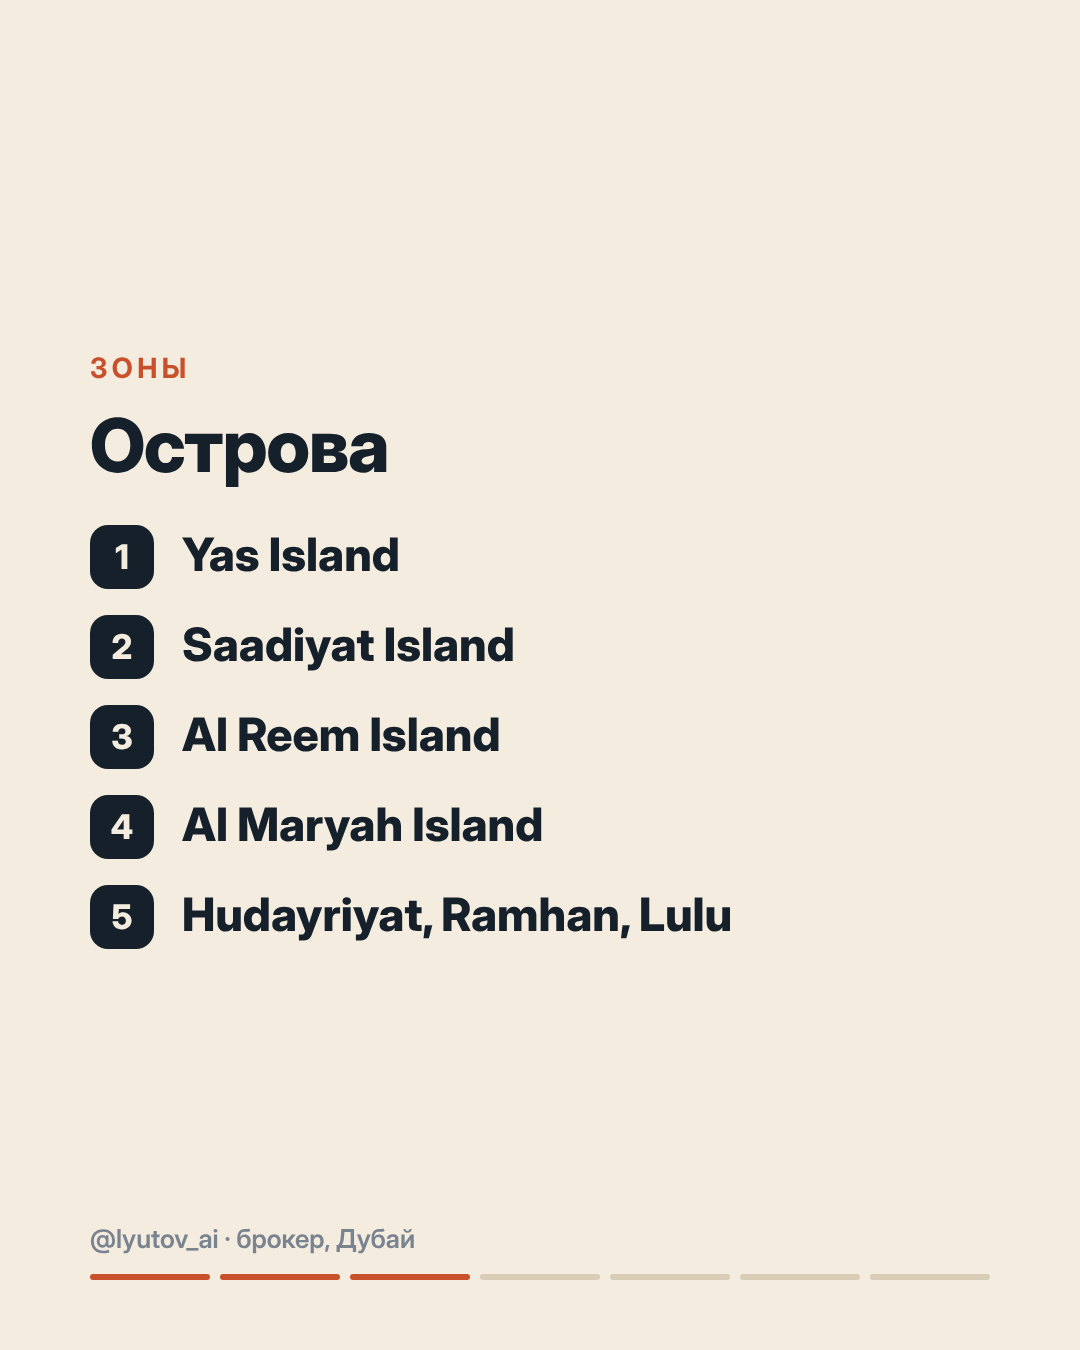 ЗОНЫ
Острова
1 Yas Island
2 Saadiyat Island
3 Al Reem Island
4 Al Maryah Island
5 Hudayriyat, Ramhan, Lulu
@lyutov_ai · брокер, Дубай